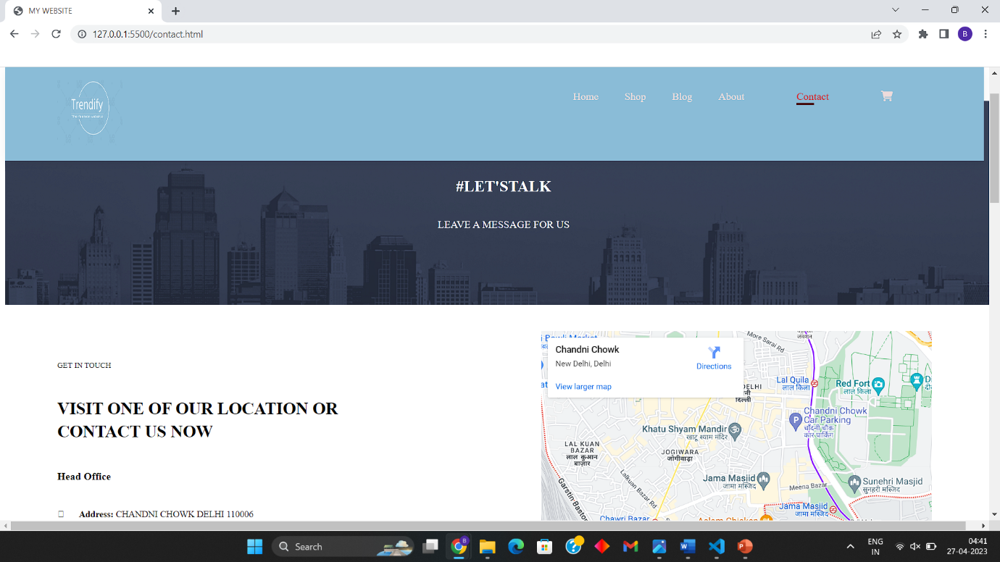 MY WEBSITE
127.0.0.1:5500/contact.html
B
Trendify
Home Shop Blog About Contact
#LET'STALK
LEAVE A MESSAGE FOR US
GET IN TOUCH
VISIT ONE OF OUR LOCATION OR
CONTACT US NOW
Head Office
Address: CHANDNI CHOWK DELHI 110006
Chandni Chowk
New Delhi, Delhi
Directions
View larger map
More Sarai Rd
Lal Quila
लाल क़िला
Red Fort
लाल किला
Chandni Chowk
Car Parking
चाँदनी चौक
कार पार्किंग
Khatu Shyam Mandir
खाटू श्याम मंदिर
LAL KUAN
BAZAR
लाल कुआन
बाज़ार
JOGIWARA
जोगीवाड़ा
Lalkuan Bazar Rd
Jama Masjid
जामा मस्जिद
Meena Bazar
Sunehri Masjid
सुनहरी मस्जिद
Garstin Bastion
Jama Masjid
जामा मस्जिद
Chawri Bazar
Search
ENG
IN
04:41
27-04-2023